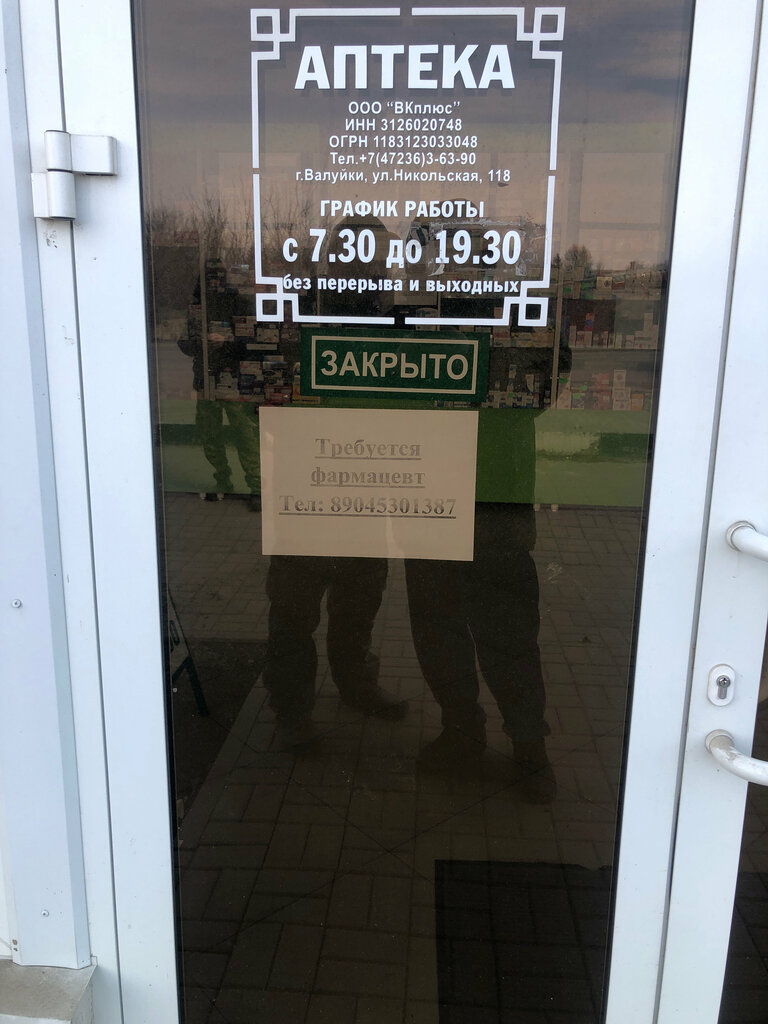 АПТЕКА
ООО "ВКплюс"
ИНН 3126020748
ОГРН 1183123033048
Тел.+7(47236)3-63-90
г.Валуйки, ул.Никольская, 118
ГРАФИК РАБОТЫ
с 7.30 до 19.30
без перерыва и выходных
ЗАКРЫТО
Требуется
фармацевт
Тел: 89045301387